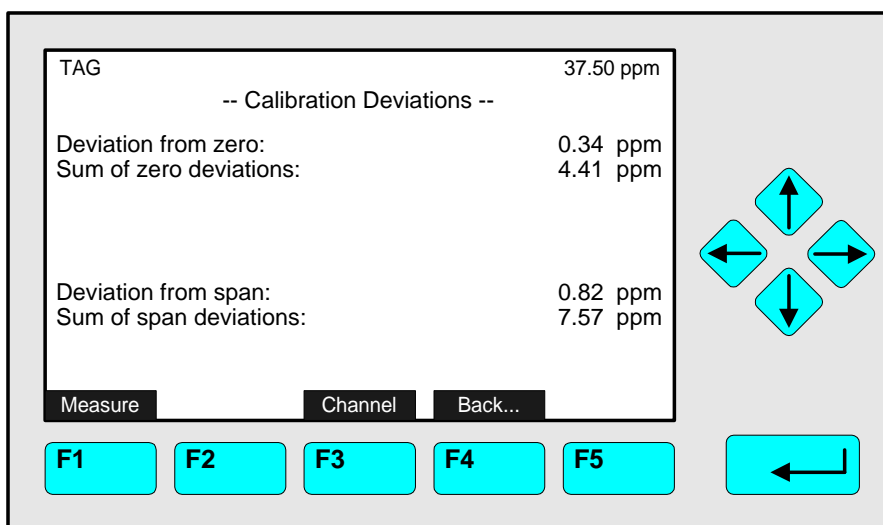 TAG 37.50 ppm
-- Calibration Deviations --
Deviation from zero: 0.34 ppm
Sum of zero deviations: 4.41 ppm
Deviation from span: 0.82 ppm
Sum of span deviations: 7.57 ppm
Measure Channel Back...
F1 F2 F3 F4 F5